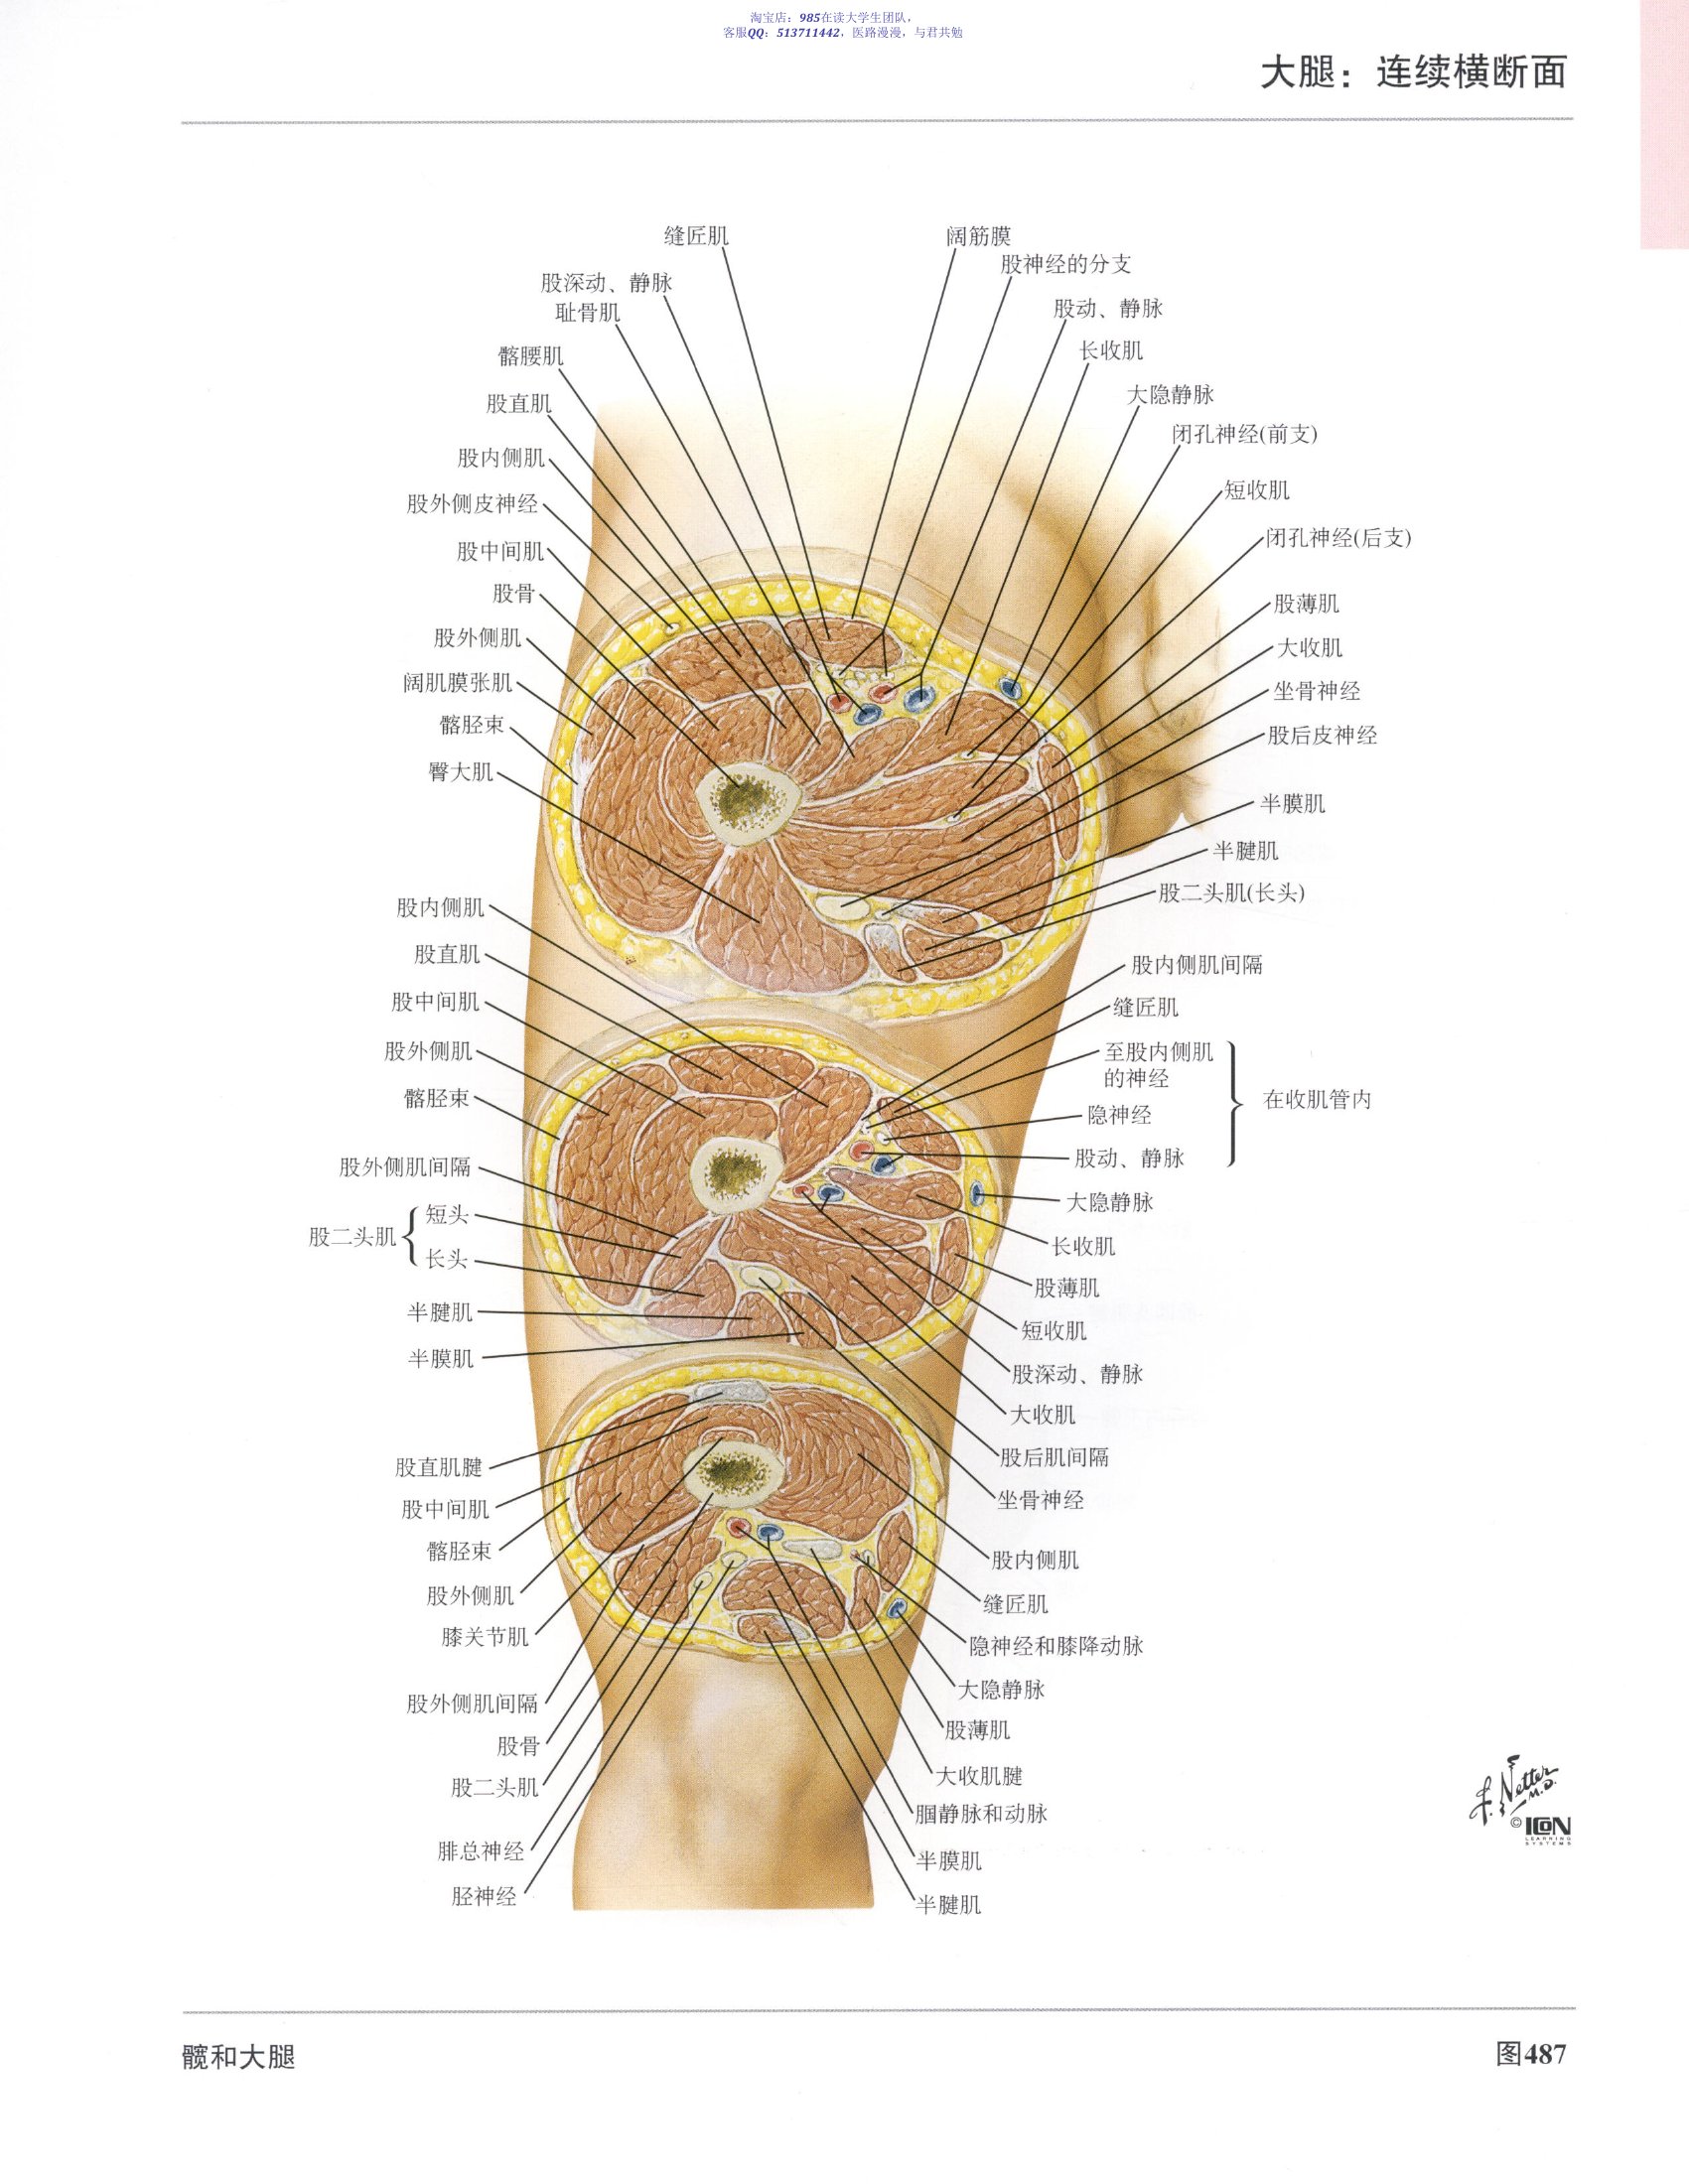 淘宝店：985在读大学生团队，
客服QQ：513711442，医路漫漫，与君共勉
大腿：连续横断面
缝匠肌
阔筋膜
股神经的分支
股深动、静脉
股动、静脉
耻骨肌
长收肌
髂腰肌
大隐静脉
股直肌
闭孔神经(前支)
股内侧肌
短收肌
股外侧皮神经
闭孔神经(后支)
股中间肌
股骨
股薄肌
股外侧肌
大收肌
阔肌膜张肌
坐骨神经
髂胫束
股后皮神经
臀大肌
半膜肌
半腱肌
股二头肌(长头)
股内侧肌
股直肌
股中间肌
股外侧肌
髂胫束
股外侧肌间隔
股二头肌
短头
长头
半腱肌
半膜肌
股内侧肌间隔
缝匠肌
至股内侧肌
的神经
隐神经
股动、静脉
在收肌管内
大隐静脉
长收肌
股薄肌
短收肌
股深动、静脉
大收肌
股后肌间隔
坐骨神经
股直肌腱
股中间肌
髂胫束
股外侧肌
膝关节肌
股外侧肌间隔
股骨
股二头肌
腓总神经
胫神经
股内侧肌
缝匠肌
隐神经和膝降动脉
大隐静脉
股薄肌
大收肌腱
腘静脉和动脉
半膜肌
半腱肌
F. Netter
M.D.
© ICON
LEARNING
SYSTEMS
髋和大腿
图487